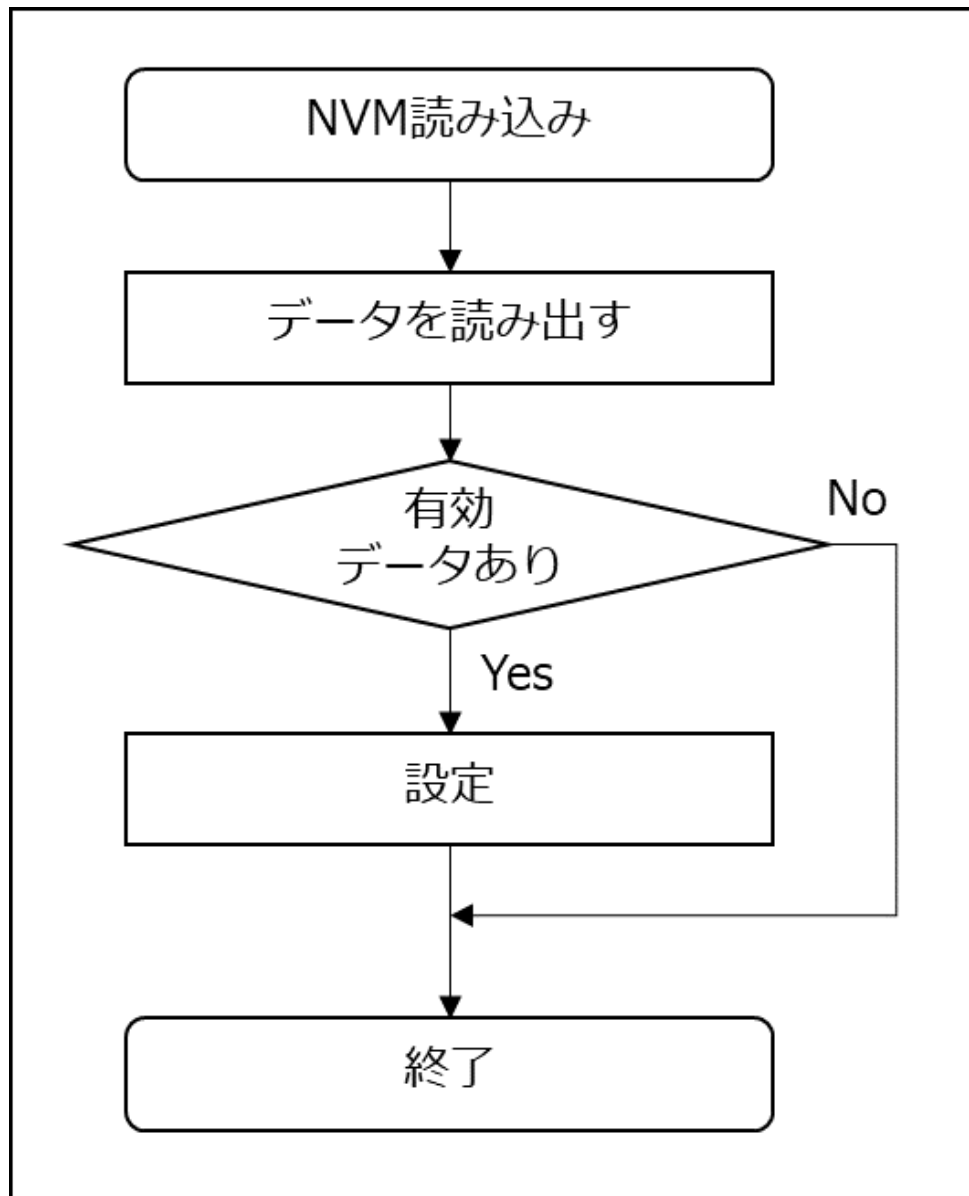 NVM読み込み
データを読み出す
有効
データあり
No
Yes
設定
終了